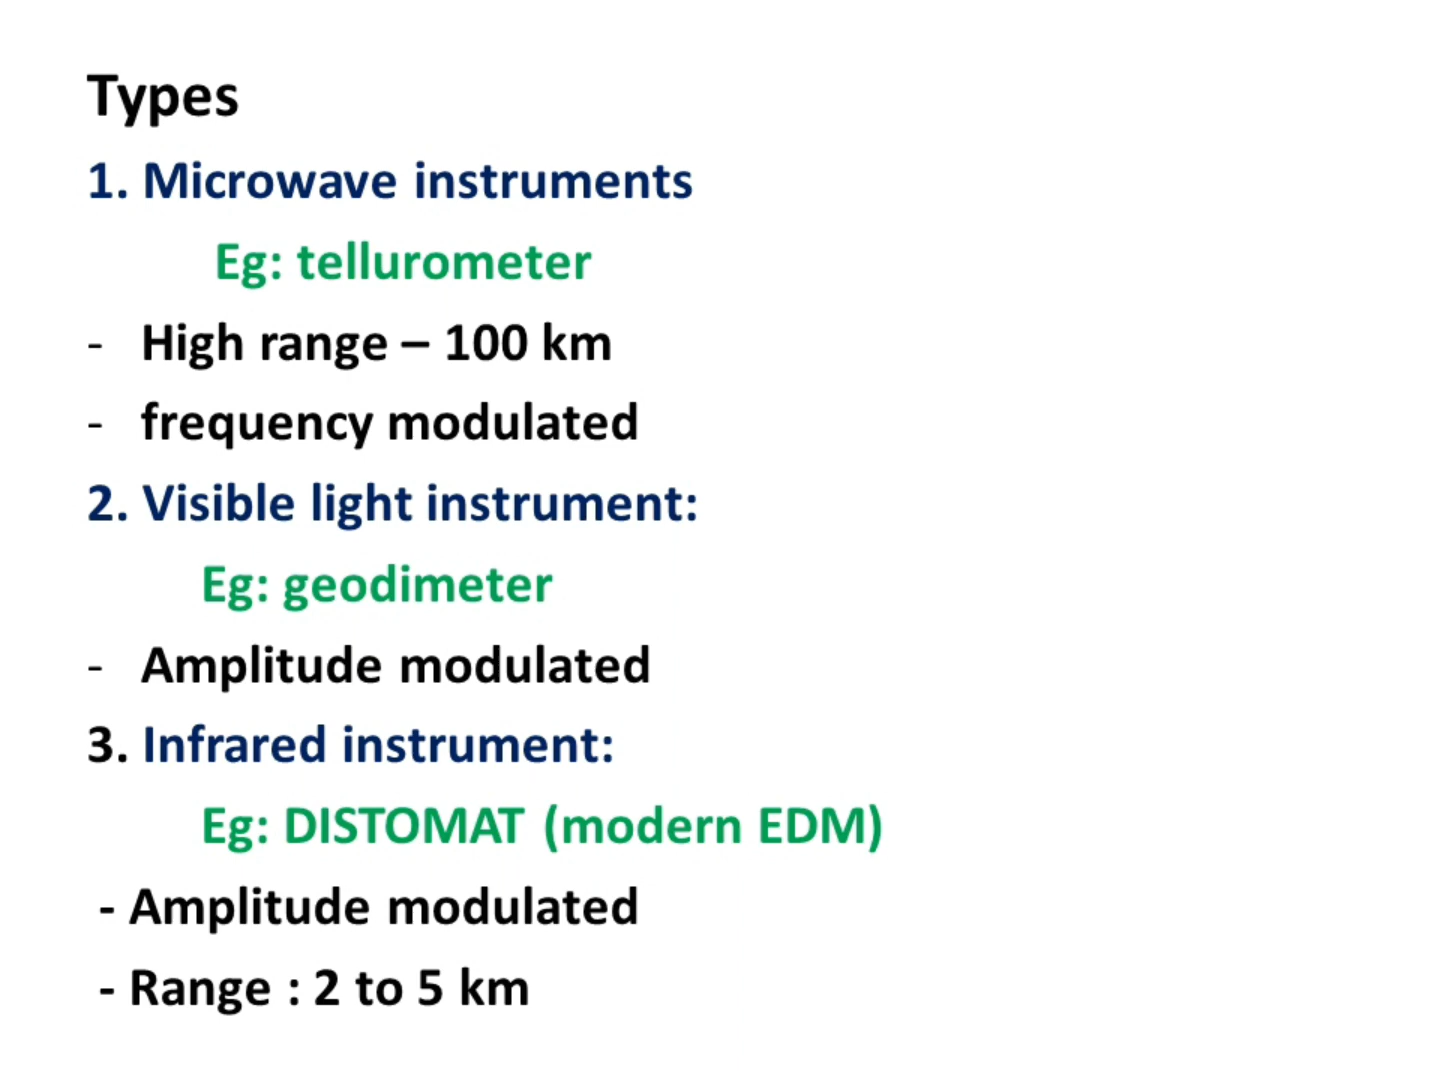 Types
1. Microwave instruments
Eg: tellurometer
- High range – 100 km
- frequency modulated
2. Visible light instrument:
Eg: geodimeter
- Amplitude modulated
3. Infrared instrument:
Eg: DISTOMAT (modern EDM)
- Amplitude modulated
- Range : 2 to 5 km